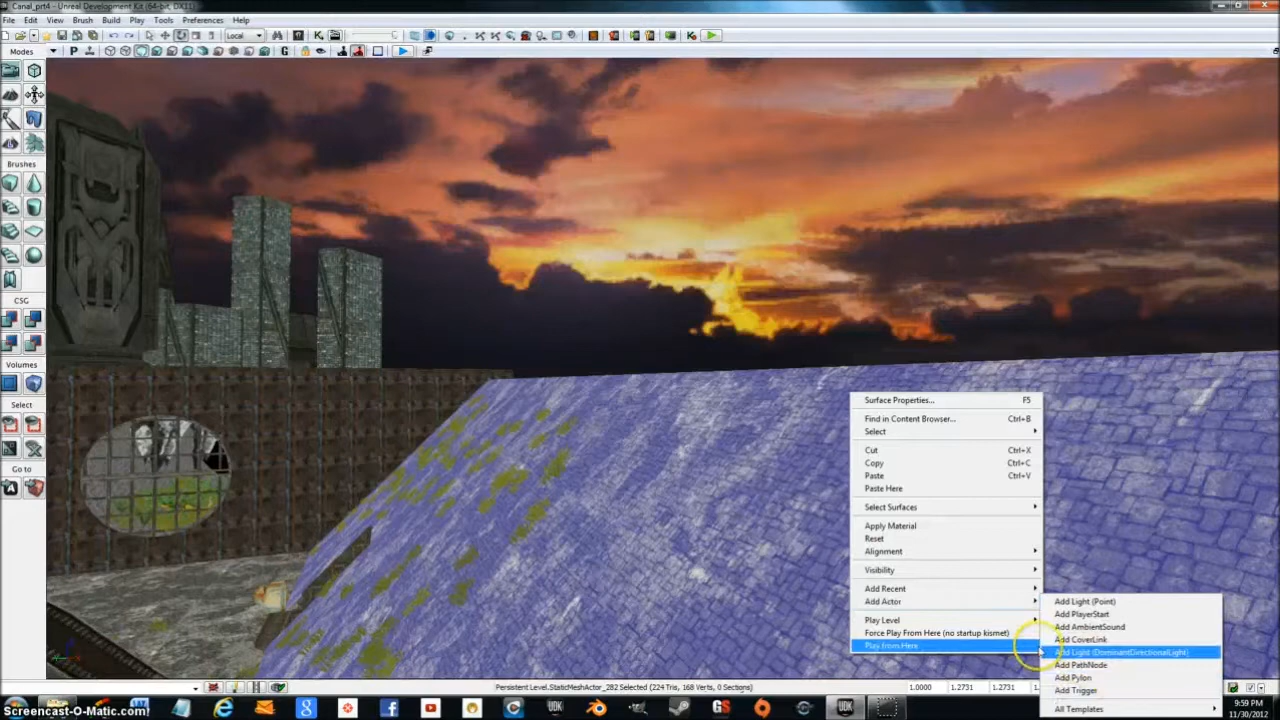 Canal_prt4 - Unreal Development Kit (64-bit, DX11)
File Edit View Brush Build Play Tools Preferences Help
Local
Modes
Brushes
CSG
Volumes
Select
Go to
Surface Properties... F5
Find in Content Browser... Ctrl+B
Select
Cut Ctrl+X
Copy Ctrl+C
Paste Ctrl+V
Paste Here
Select Surfaces
Apply Material
Reset
Alignment
Visibility
Add Recent
Add Actor
Play Level
Force Play From Here (no startup kismet)
Play from Here
Add Light (Point)
Add PlayerStart
Add AmbientSound
Add CoverLink
Add Light (DominantDirectionalLight)
Add PathNode
Add Pylon
Add Trigger
All Templates
Persistent Level.StaticMeshActor_282 Selected (224 Tris, 168 Verts, 0 Sections)
1.0000 1.2731 1.2731
Screencast-O-Matic.com
9:59 PM
11/30/2012